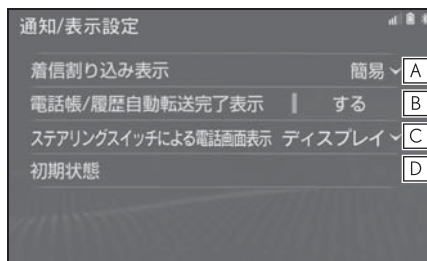 通知/表示設定
着信割り込み表示 簡易 A
電話帳/履歴自動転送完了表示 する B
ステアリングスイッチによる電話画面表示 ディスプレイ C
初期状態 D